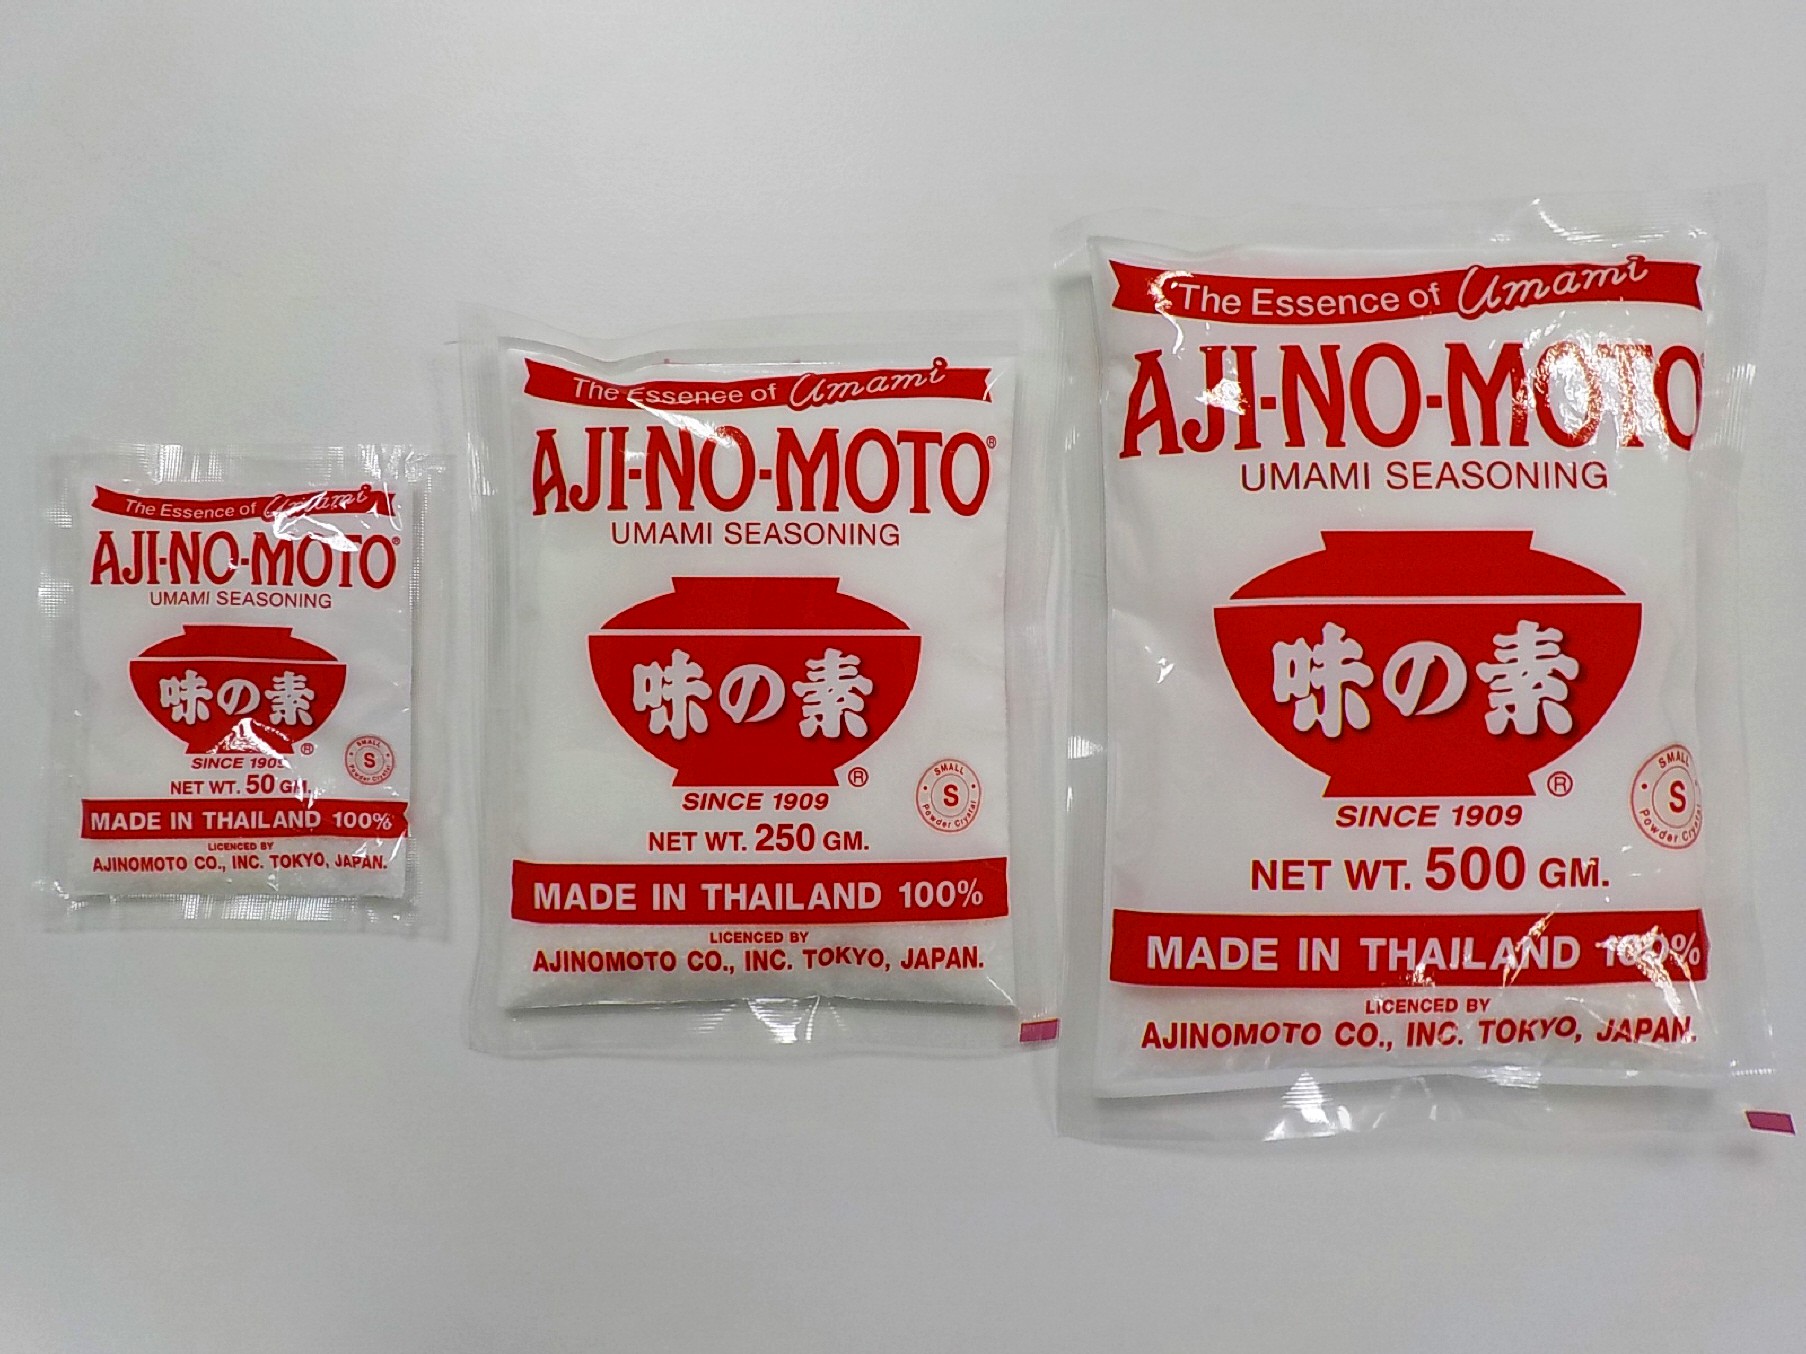 The Essence of Umami
AJI-NO-MOTO®
UMAMI SEASONING
味の素
®
SINCE 1909
SMALL
S
Powder Crystal
NET WT. 50 GM.
MADE IN THAILAND 100%
LICENCED BY
AJINOMOTO CO., INC. TOKYO, JAPAN.
The Essence of Umami
AJI-NO-MOTO®
UMAMI SEASONING
味の素
®
SINCE 1909
SMALL
S
Powder Crystal
NET WT. 250 GM.
MADE IN THAILAND 100%
LICENCED BY
AJINOMOTO CO., INC. TOKYO, JAPAN.
The Essence of Umami
AJI-NO-MOTO
UMAMI SEASONING
味の素
®
SINCE 1909
SMALL
S
Powder Crystal
NET WT. 500 GM.
MADE IN THAILAND 100%
LICENCED BY
AJINOMOTO CO., INC. TOKYO, JAPAN.